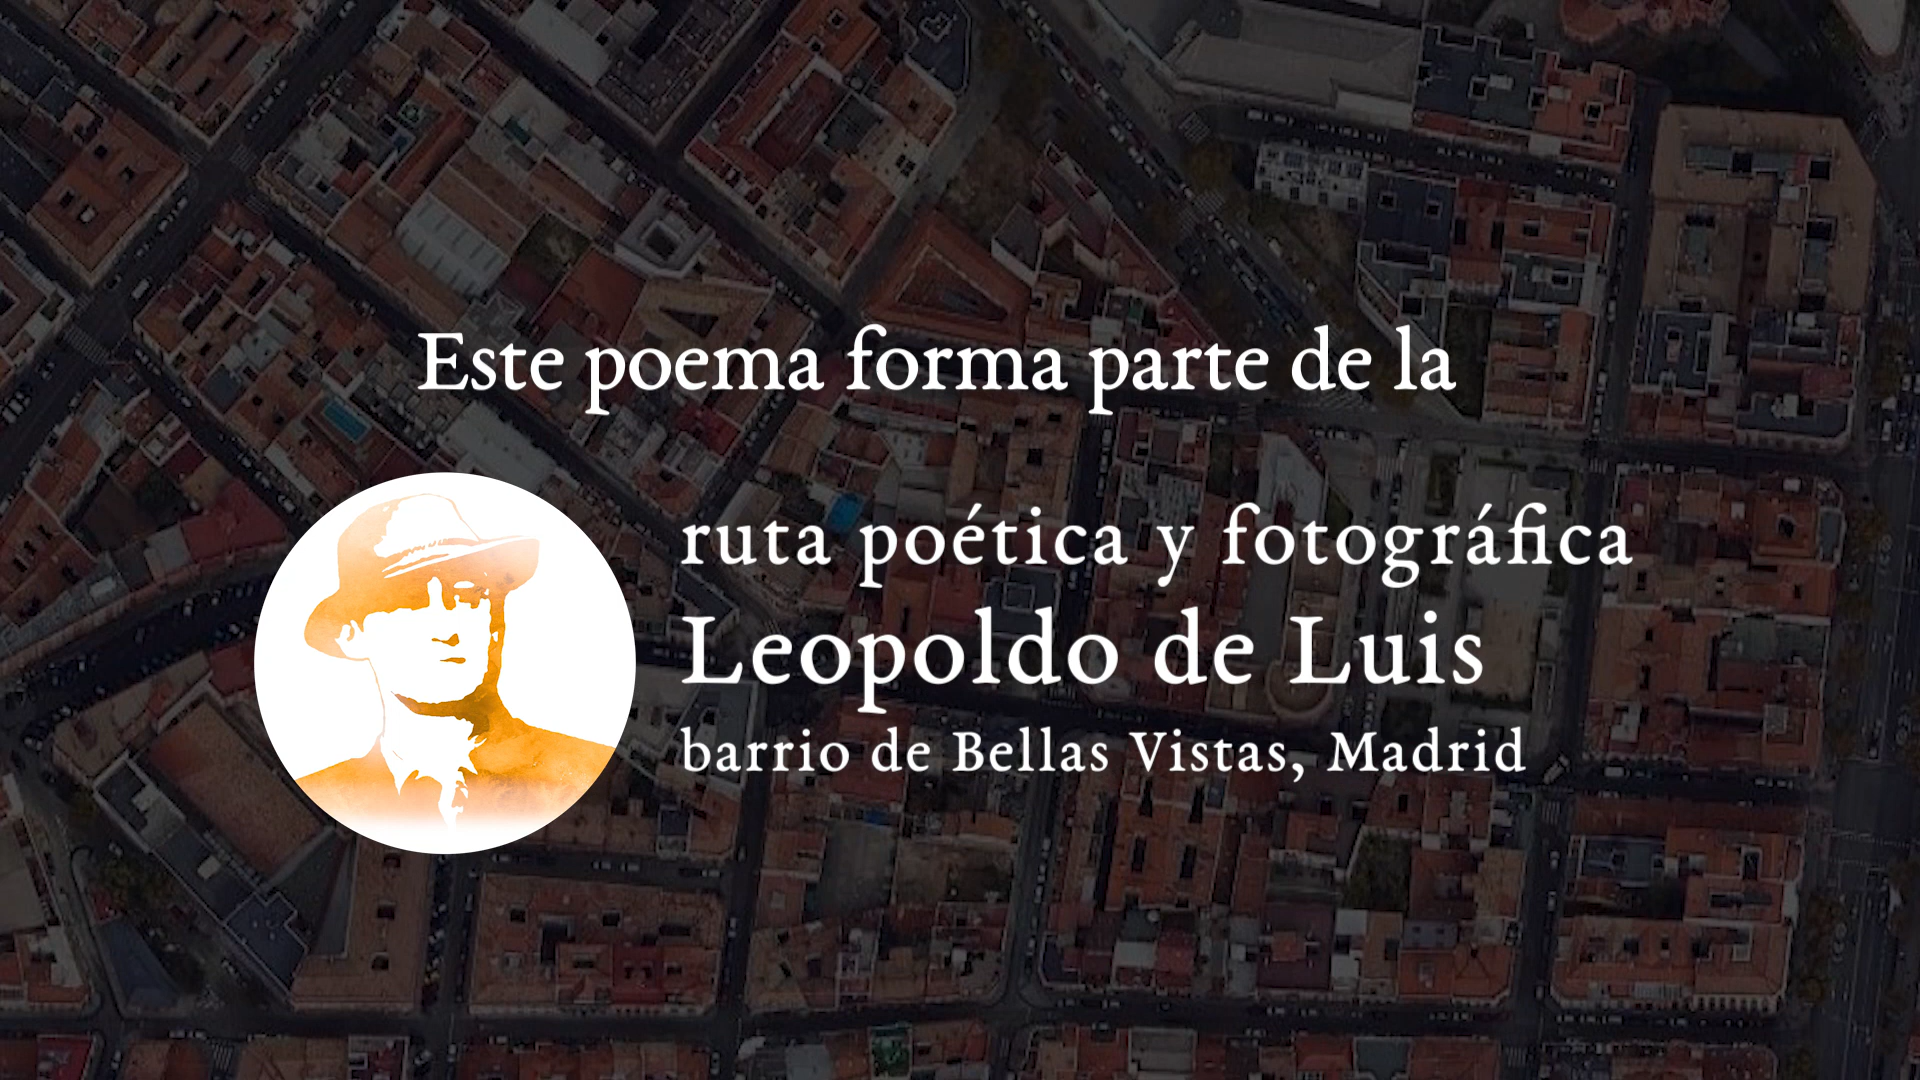 Este poema forma parte de la
ruta poética y fotográfica
Leopoldo de Luis
barrio de Bellas Vistas, Madrid